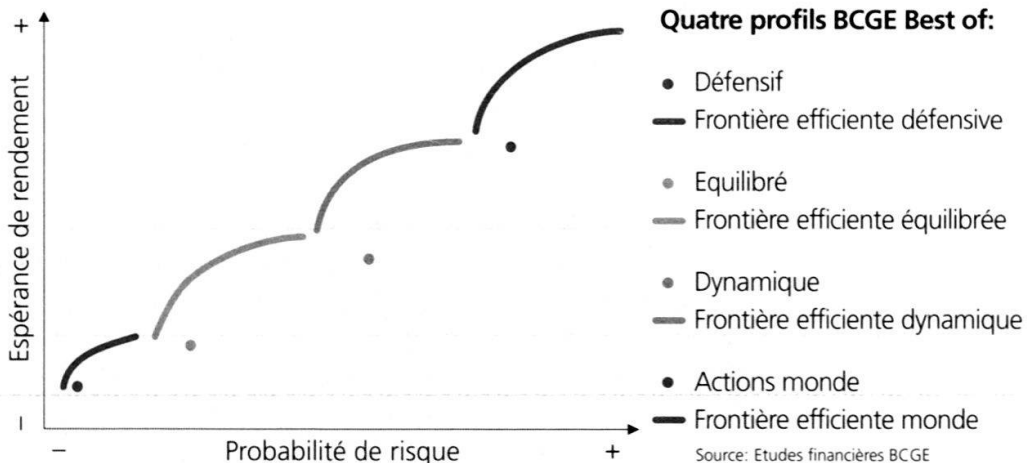 Quatre profils BCGE Best of:
Défensif
Frontière efficiente défensive
Equilibré
Frontière efficiente équilibrée
Dynamique
Frontière efficiente dynamique
Actions monde
Frontière efficiente monde
Source: Etudes financières BCGE
+
Espérance de rendement
–
–
Probabilité de risque
+